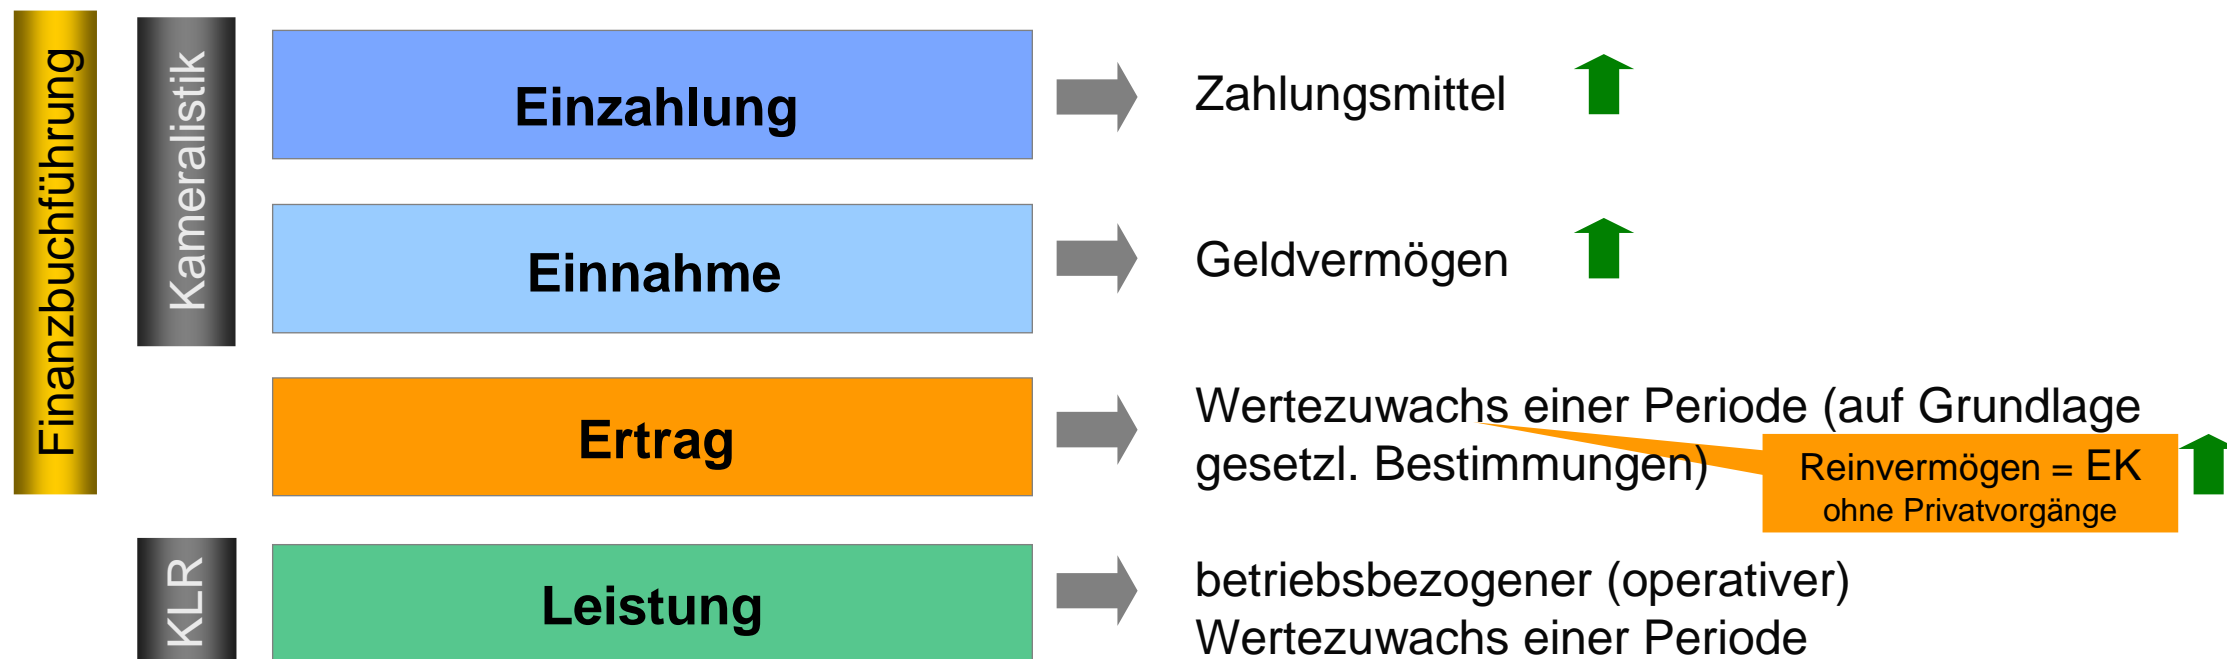 Finanzbuchführung
Kameralistik
Einzahlung
Zahlungsmittel
Einnahme
Geldvermögen
Ertrag
Wertezuwachs einer Periode (auf Grundlage
gesetzl. Bestimmungen)
Reinvermögen = EK
ohne Privatvorgänge
KLR
Leistung
betriebsbezogener (operativer)
Wertezuwachs einer Periode